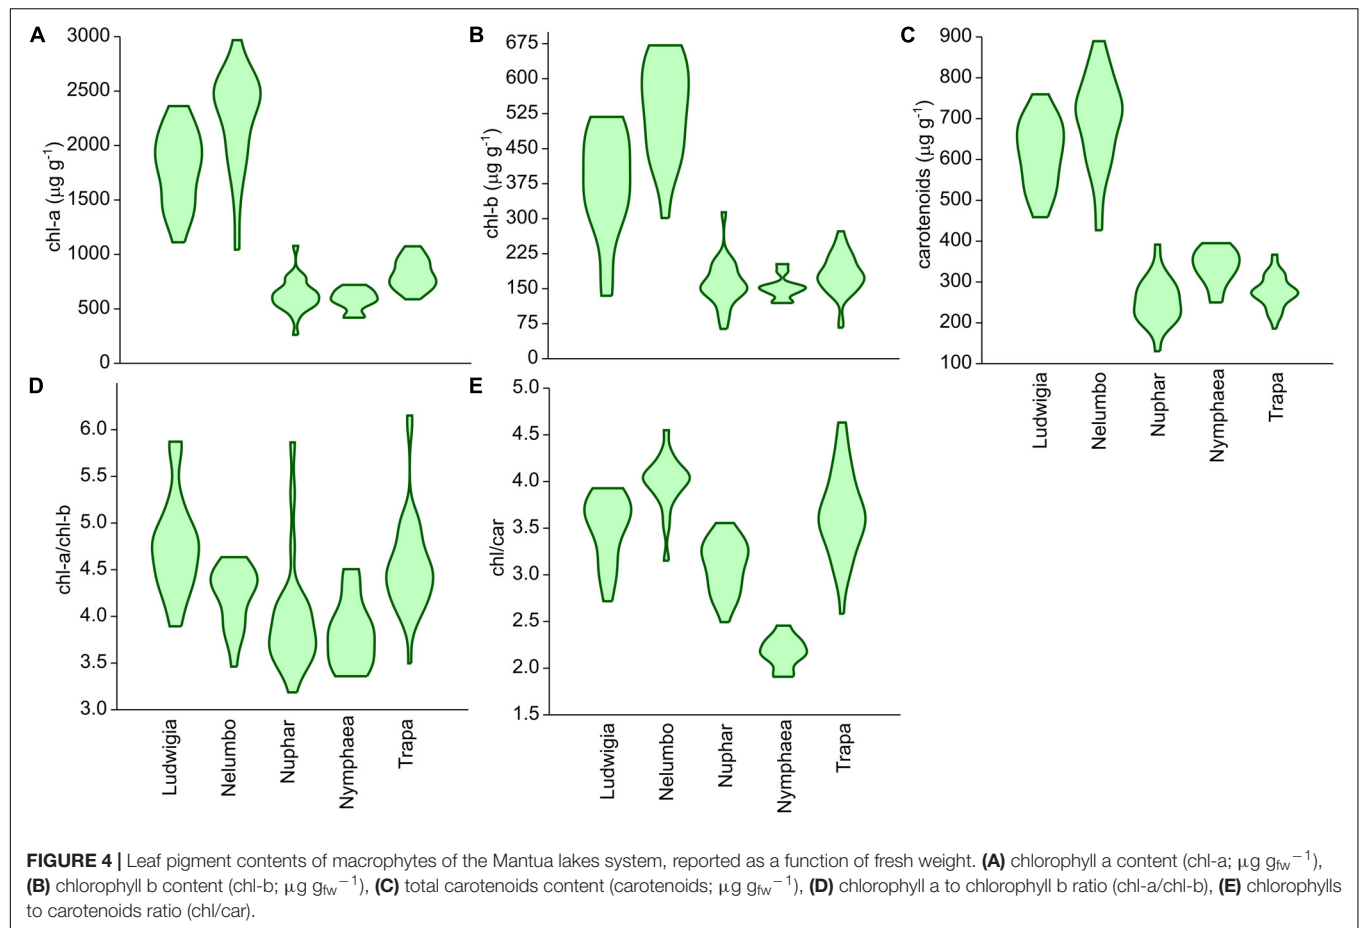 A
3000
2500
2000
1500
1000
500
0
chl-a (µg g⁻¹)
B
675
600
525
450
375
300
225
150
75
0
chl-b (µg g⁻¹)
C
900
800
700
600
500
400
300
200
100
carotenoids (µg g⁻¹)
Ludwigia
Nelumbo
Nuphar
Nymphaea
Trapa
D
6.0
5.5
5.0
4.5
4.0
3.5
3.0
chl-a/chl-b
Ludwigia
Nelumbo
Nuphar
Nymphaea
Trapa
E
5.0
4.5
4.0
3.5
3.0
2.5
2.0
1.5
chl/car
Ludwigia
Nelumbo
Nuphar
Nymphaea
Trapa
FIGURE 4 | Leaf pigment contents of macrophytes of the Mantua lakes system, reported as a function of fresh weight. (A) chlorophyll a content (chl-a; µg gfw⁻¹),
(B) chlorophyll b content (chl-b; µg gfw⁻¹), (C) total carotenoids content (carotenoids; µg gfw⁻¹), (D) chlorophyll a to chlorophyll b ratio (chl-a/chl-b), (E) chlorophylls
to carotenoids ratio (chl/car).